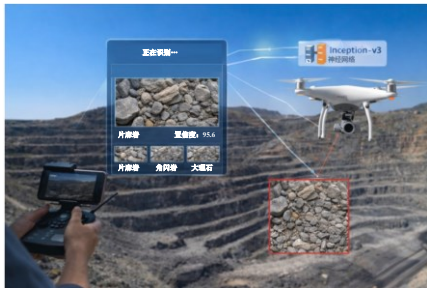 正在识别…
inception-v3
神经网络
片麻岩 置信度：95.6
片麻岩 角闪岩 大理石